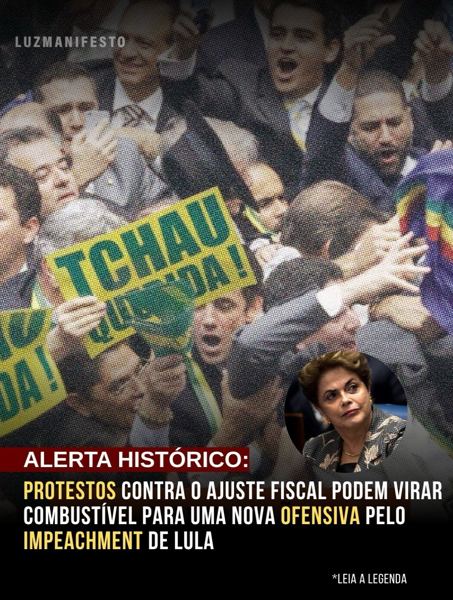 LUZMANIFESTO
TCHAU
QUERIDA!
DA!
ALERTA HISTÓRICO:
PROTESTOS CONTRA O AJUSTE FISCAL PODEM VIRAR
COMBUSTÍVEL PARA UMA NOVA OFENSIVA PELO
IMPEACHMENT DE LULA
*LEIA A LEGENDA